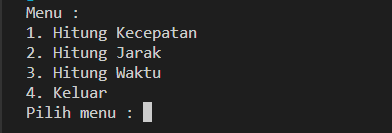 Menu :
1. Hitung Kecepatan
2. Hitung Jarak
3. Hitung Waktu
4. Keluar
Pilih menu :